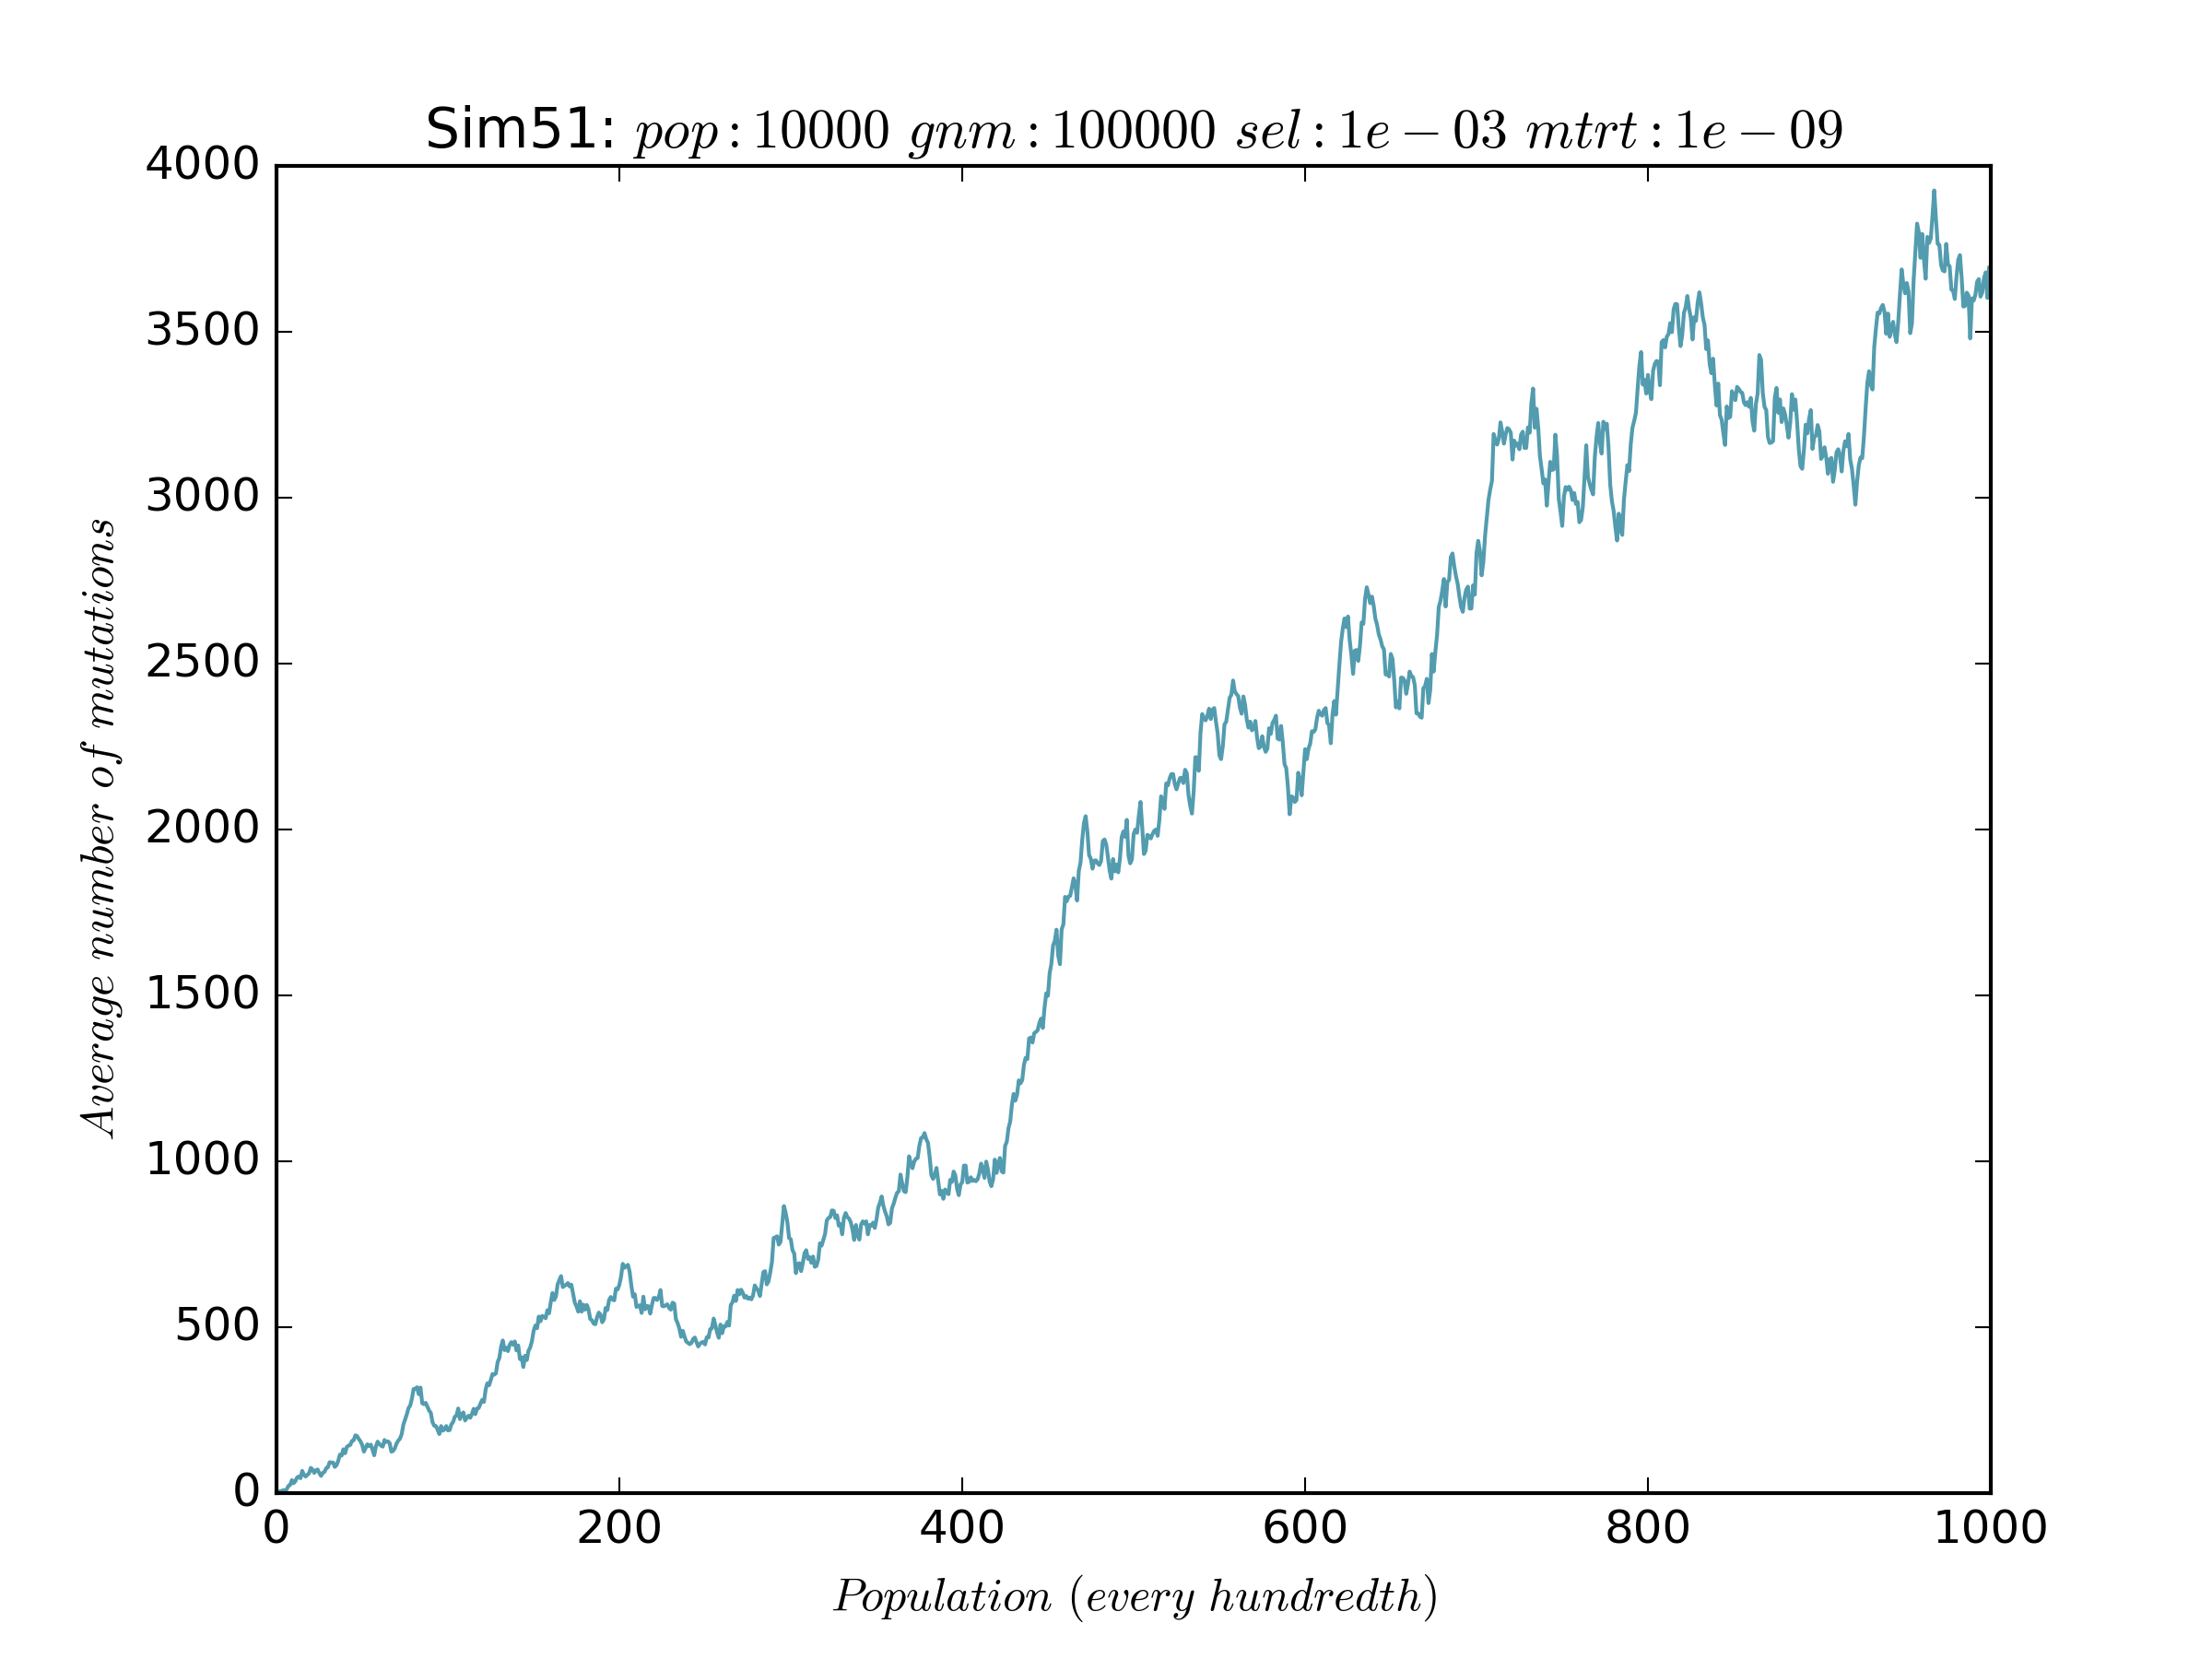 Sim51: pop : 10000 gnm : 100000 sel : 1e − 03 mtrt : 1e − 09
4000
3500
3000
2500
2000
1500
1000
500
0
Average number of mutations
0 200 400 600 800 1000
Population (every hundredth)